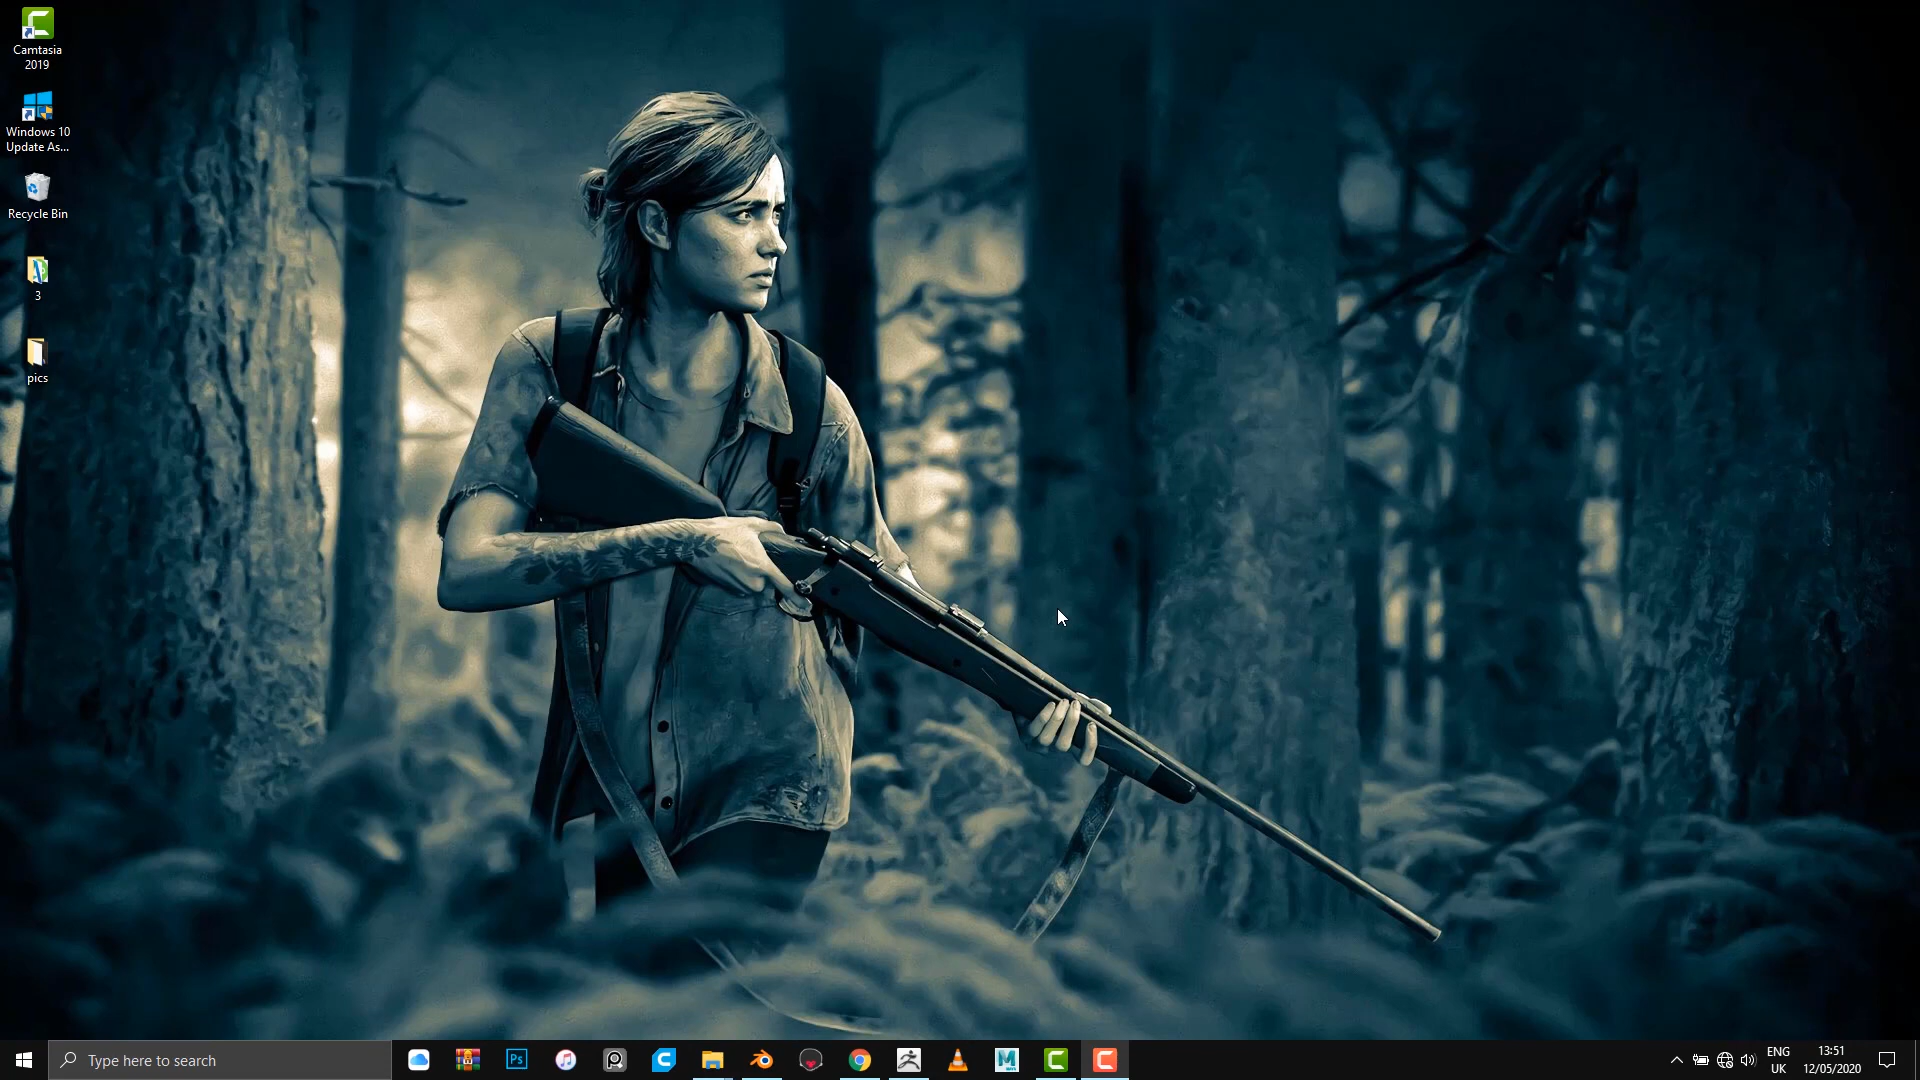 Camtasia
2019
Windows 10
Update As...
Recycle Bin
3
pics
Type here to search
Ps
ENG
UK
13:51
12/05/2020